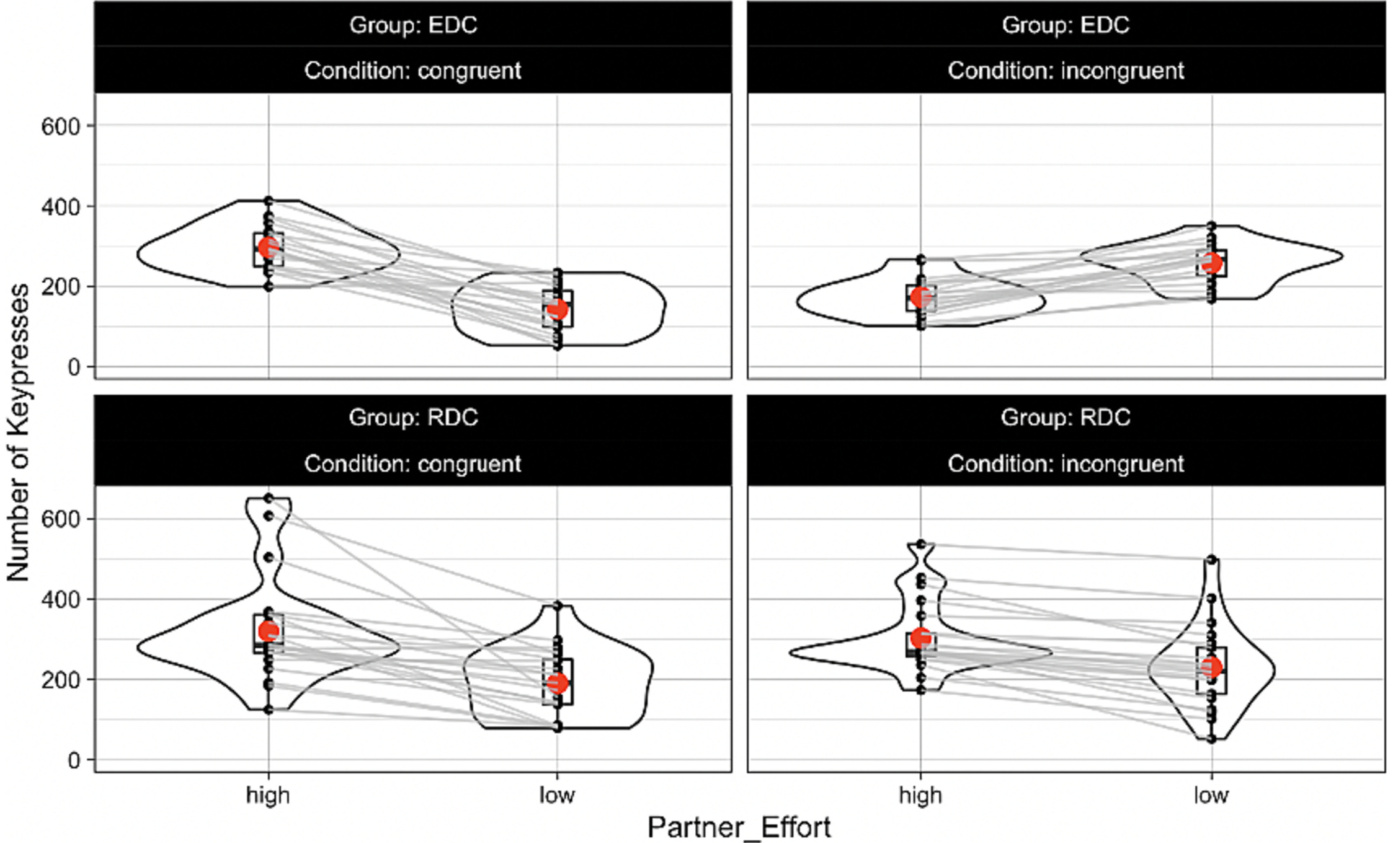 Group: EDC
Condition: congruent
Group: EDC
Condition: incongruent
600
400
200
0
Group: RDC
Condition: congruent
Group: RDC
Condition: incongruent
600
400
200
0
Number of Keypresses
high
low
high
low
Partner_Effort